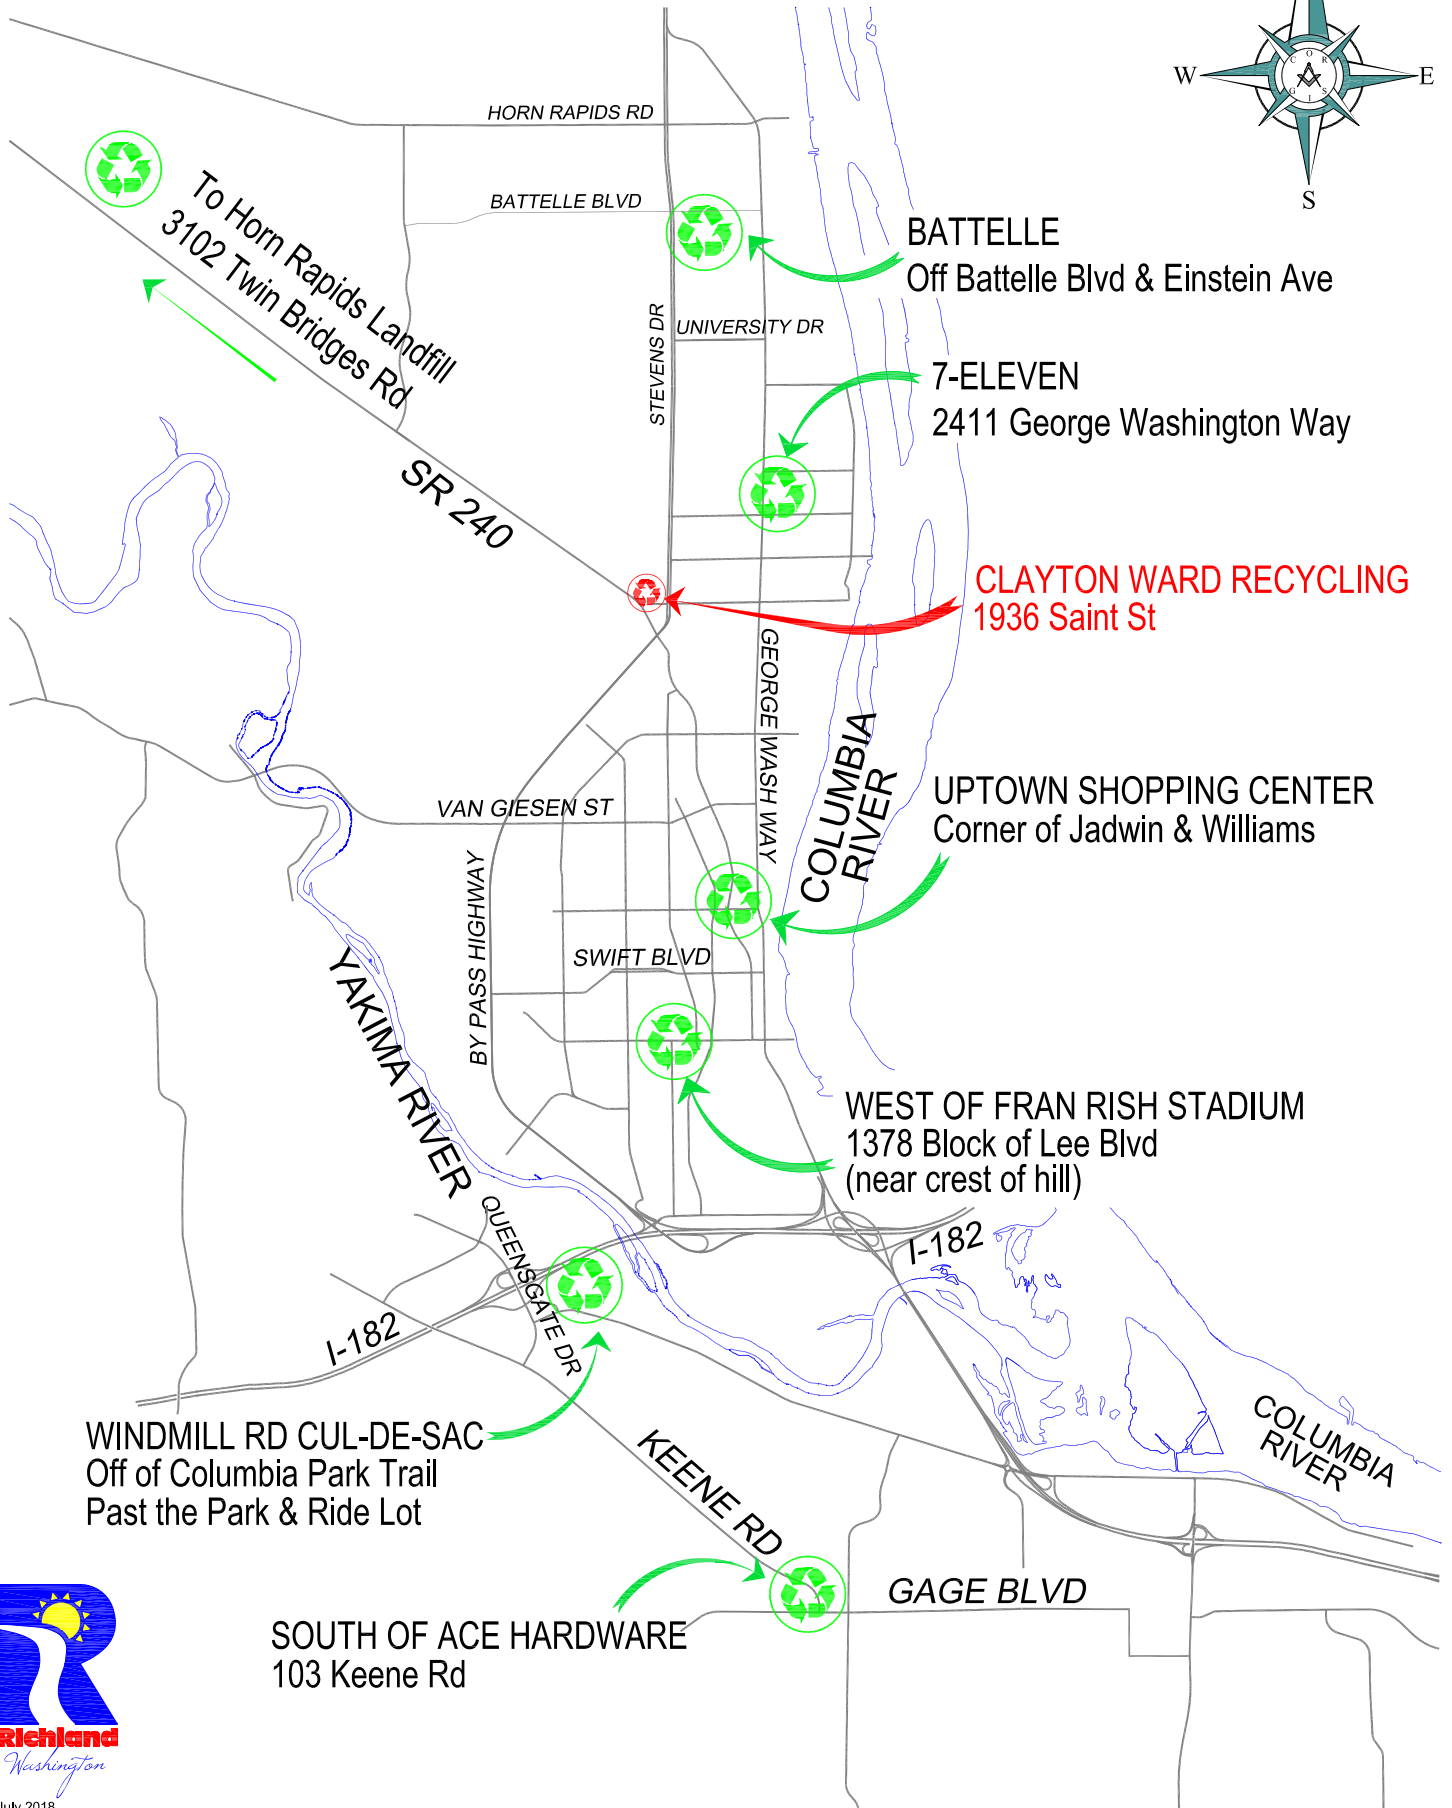 W
E
S
C O R
G I S
HORN RAPIDS RD
To Horn Rapids Landfill
3102 Twin Bridges Rd
BATTELLE BLVD
BATTELLE
Off Battelle Blvd & Einstein Ave
STEVENS DR
UNIVERSITY DR
7-ELEVEN
2411 George Washington Way
SR 240
CLAYTON WARD RECYCLING
1936 Saint St
GEORGE WASH WAY
COLUMBIA
RIVER
UPTOWN SHOPPING CENTER
Corner of Jadwin & Williams
VAN GIESEN ST
BY PASS HIGHWAY
SWIFT BLVD
YAKIMA RIVER
WEST OF FRAN RISH STADIUM
1378 Block of Lee Blvd
(near crest of hill)
QUEENSGATE DR
I-182
I-182
WINDMILL RD CUL-DE-SAC
Off of Columbia Park Trail
Past the Park & Ride Lot
COLUMBIA
RIVER
KEENE RD
GAGE BLVD
SOUTH OF ACE HARDWARE
103 Keene Rd
Richland
Washington
July 2018